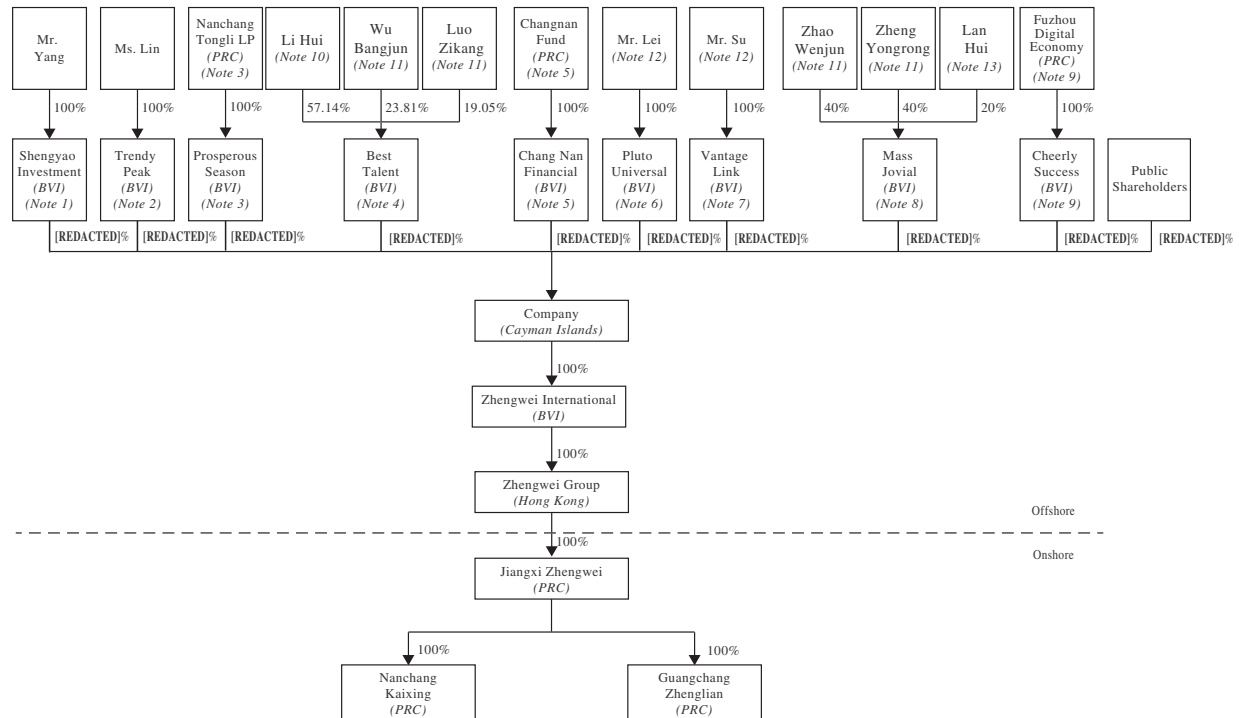 Mr.
Yang
Ms. Lin
Nanchang
Tongli LP
(PRC)
(Note 3)
Li Hui
(Note 10)
Wu
Bangjun
(Note 11)
Luo
Zikang
(Note 11)
Changnan
Fund
(PRC)
(Note 5)
Mr. Lei
(Note 12)
Mr. Su
(Note 12)
Zhao
Wenjun
(Note 11)
Zheng
Yongrong
(Note 11)
Lan
Hui
(Note 13)
Fuzhou
Digital
Economy
(PRC)
(Note 9)
100%
100%
100%
57.14%
23.81%
19.05%
100%
100%
100%
40%
40%
20%
100%
Shengyao
Investment
(BVI)
(Note 1)
Trendy
Peak
(BVI)
(Note 2)
Prosperous
Season
(BVI)
(Note 3)
Best
Talent
(BVI)
(Note 4)
Chang Nan
Financial
(BVI)
(Note 5)
Pluto
Universal
(BVI)
(Note 6)
Vantage
Link
(BVI)
(Note 7)
Mass
Jovial
(BVI)
(Note 8)
Cheerly
Success
(BVI)
(Note 9)
Public
Shareholders
[REDACTED]%
[REDACTED]%
[REDACTED]%
[REDACTED]%
[REDACTED]%
[REDACTED]%
[REDACTED]%
[REDACTED]%
[REDACTED]%
[REDACTED]%
Company
(Cayman Islands)
100%
Zhengwei International
(BVI)
100%
Zhengwei Group
(Hong Kong)
Offshore
100%
Onshore
Jiangxi Zhengwei
(PRC)
100%
100%
Nanchang
Kaixing
(PRC)
Guangchang
Zhenglian
(PRC)